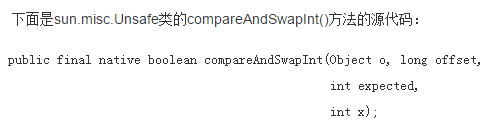 下面是sun.misc.Unsafe类的compareAndSwapInt()方法的源代码：
public final native boolean compareAndSwapInt(Object o, long offset,
int expected,
int x);